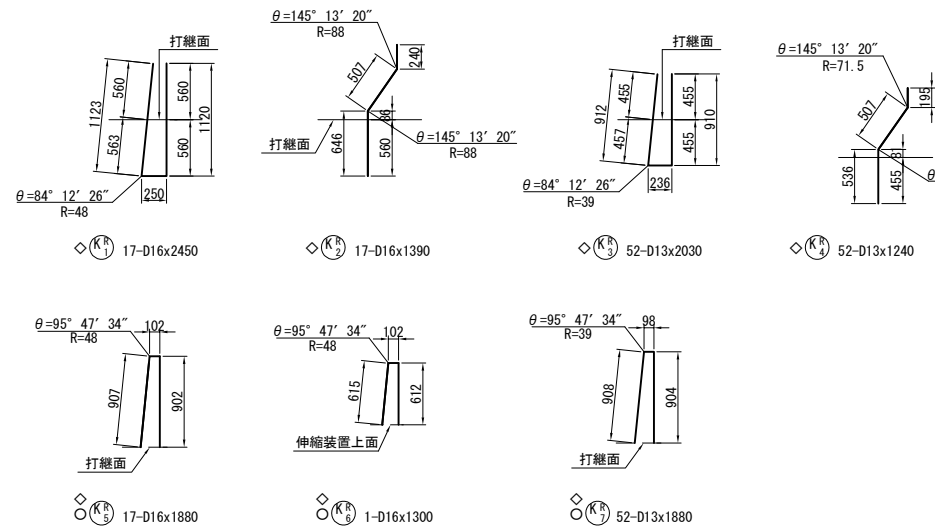 θ=145° 13′ 20″
R=88
打継面
1123
560
563
560
560
1120
250
θ=84° 12′ 26″
R=48
K R 1 17-D16x2450
240
507
86
646
560
打継面
θ=145° 13′ 20″
R=88
K R 2 17-D16x1390
打継面
912
455
457
455
455
910
236
θ=84° 12′ 26″
R=39
K R 3 52-D13x2030
θ=145° 13′ 20″
R=71.5
195
507
81
536
455
θ
K R 4 52-D13x1240
θ=95° 47′ 34″
R=48
102
907
902
打継面
K R 5 17-D16x1880
θ=95° 47′ 34″
R=48
102
615
612
伸縮装置上面
K R 6 1-D16x1300
θ=95° 47′ 34″
R=39
98
908
904
打継面
K R 7 52-D13x1880